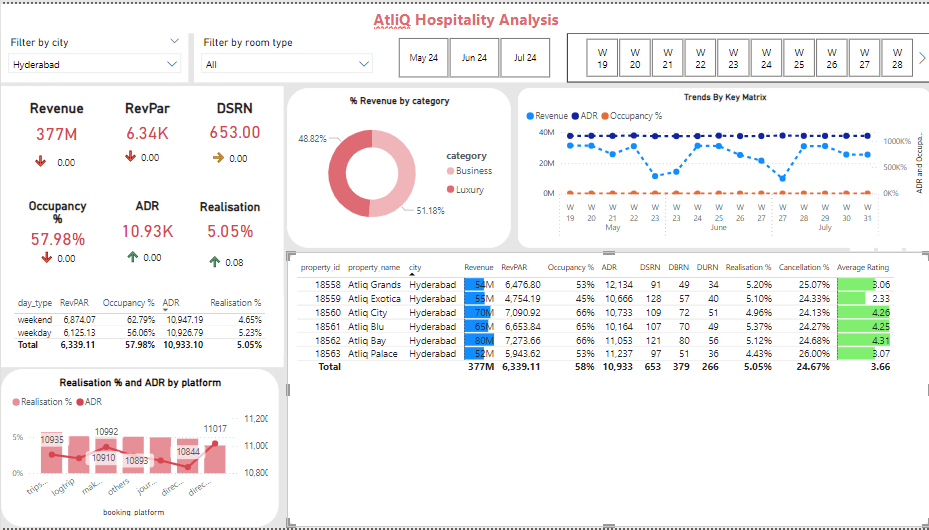 AtliQ Hospitality Analysis
Filter by city
Hyderabad
Filter by room type
All
May 24
Jun 24
Jul 24
W 19
W 20
W 21
W 22
W 23
W 24
W 25
W 26
W 27
W 28
Revenue
377M
0.00
RevPar
6.34K
0.00
DSRN
653.00
0.00
Occupancy %
57.98%
0.00
ADR
10.93K
0.00
Realisation
5.05%
0.08
day_type RevPAR Occupancy % ADR Realisation %
weekend 6,874.07 62.79% 10,947.19 4.65%
weekday 6,125.13 56.06% 10,926.79 5.23%
Total 6,339.11 57.98% 10,933.10 5.05%
% Revenue by category
48.82%
51.18%
category
Business
Luxury
Trends By Key Matrix
Revenue ADR Occupancy %
40M
20M
0M
1000K%
500K%
0K%
ADR and Occupa...
W 19
W 20
W 21
W 22
W 23
W 23
W 24
W 25
W 26
W 27
W 27
W 28
W 29
W 30
W 31
May
June
July
property_id property_name city Revenue RevPAR Occupancy % ADR DSRN DBRN DURN Realisation % Cancellation % Average Rating
18558 Atliq Grands Hyderabad 54M 6,476.80 53% 12,134 91 49 34 5.20% 25.07% 3.06
18559 Atliq Exotica Hyderabad 55M 4,754.19 45% 10,666 128 57 40 5.10% 24.33% 2.33
18560 Atliq City Hyderabad 70M 7,090.92 66% 10,733 109 72 51 4.96% 24.13% 4.26
18561 Atliq Blu Hyderabad 65M 6,653.84 65% 10,164 107 70 49 5.37% 24.27% 4.25
18562 Atliq Bay Hyderabad 80M 7,273.66 66% 11,053 121 80 56 5.12% 24.68% 4.31
18563 Atliq Palace Hyderabad 52M 5,943.62 53% 11,237 97 51 36 4.43% 26.00% 3.07
Total 377M 6,339.11 58% 10,933 653 379 266 5.05% 24.67% 3.66
Realisation % and ADR by platform
Realisation % ADR
5%
0%
11,200
11,000
10,800
10935
10910
10992
10893
10844
11017
trips...
logtrip
mak...
others
jour...
direc...
direc...
booking_platform